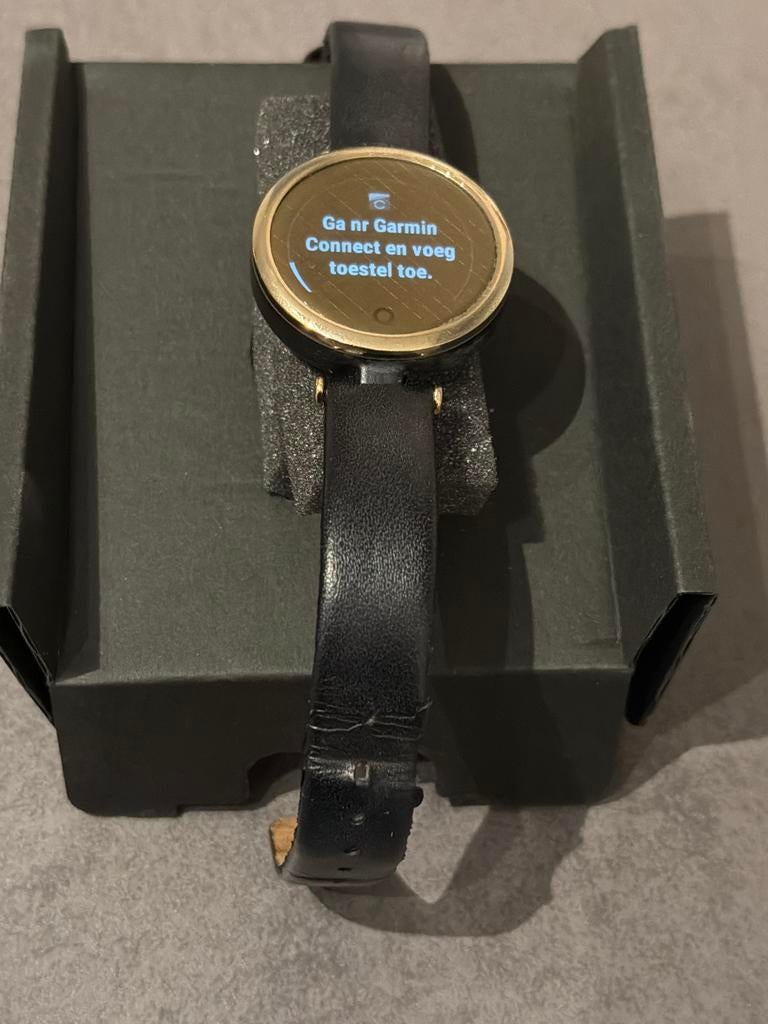 Ga nr Garmin
Connect en voeg
toestel toe.